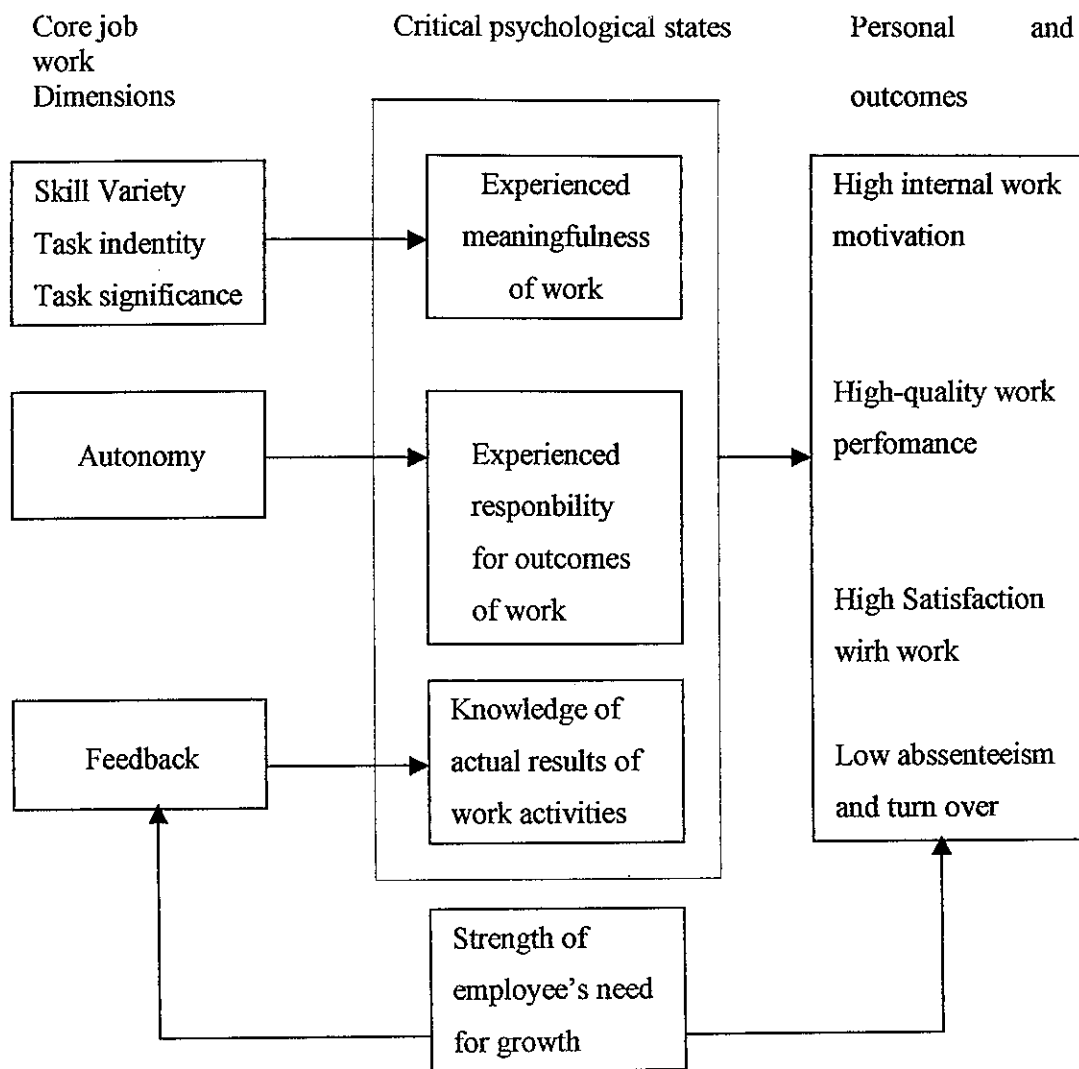 Core job
work
Dimensions
Critical psychological states
Personal and
outcomes
Skill Variety
Task indentity
Task significance
Experienced
meaningfulness
of work
High internal work
motivation
Autonomy
Experienced
responbility
for outcomes
of work
High-quality work
perfomance
High Satisfaction
wirh work
Feedback
Knowledge of
actual results of
work activities
Low abssenteeism
and turn over
Strength of
employee's need
for growth